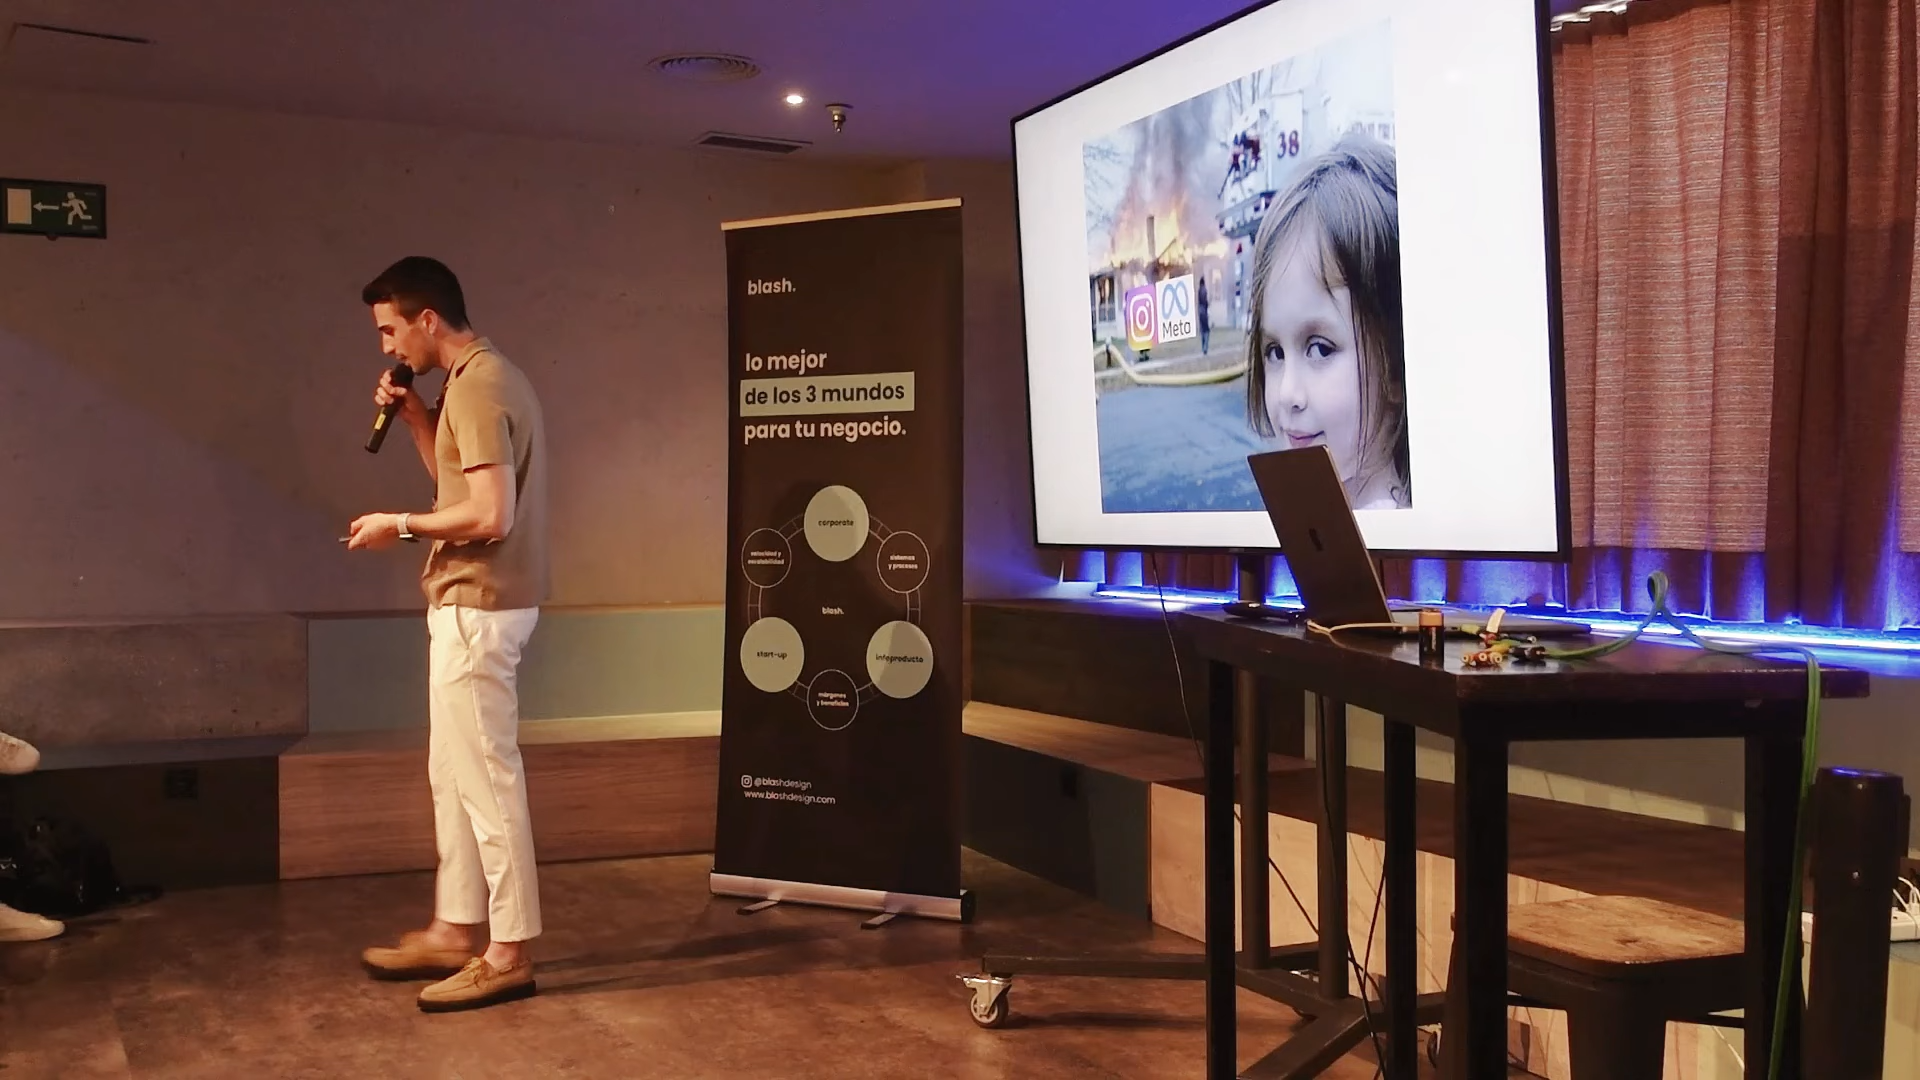 blash.
lo mejor
de los 3 mundos
para tu negocio.
corporate
velocidad y
escalabilidad
sistemas
y procesos
blash.
start-up
infoproducto
márgenes
y beneficios
@blashdesign
www.blashdesign.com
38
Meta